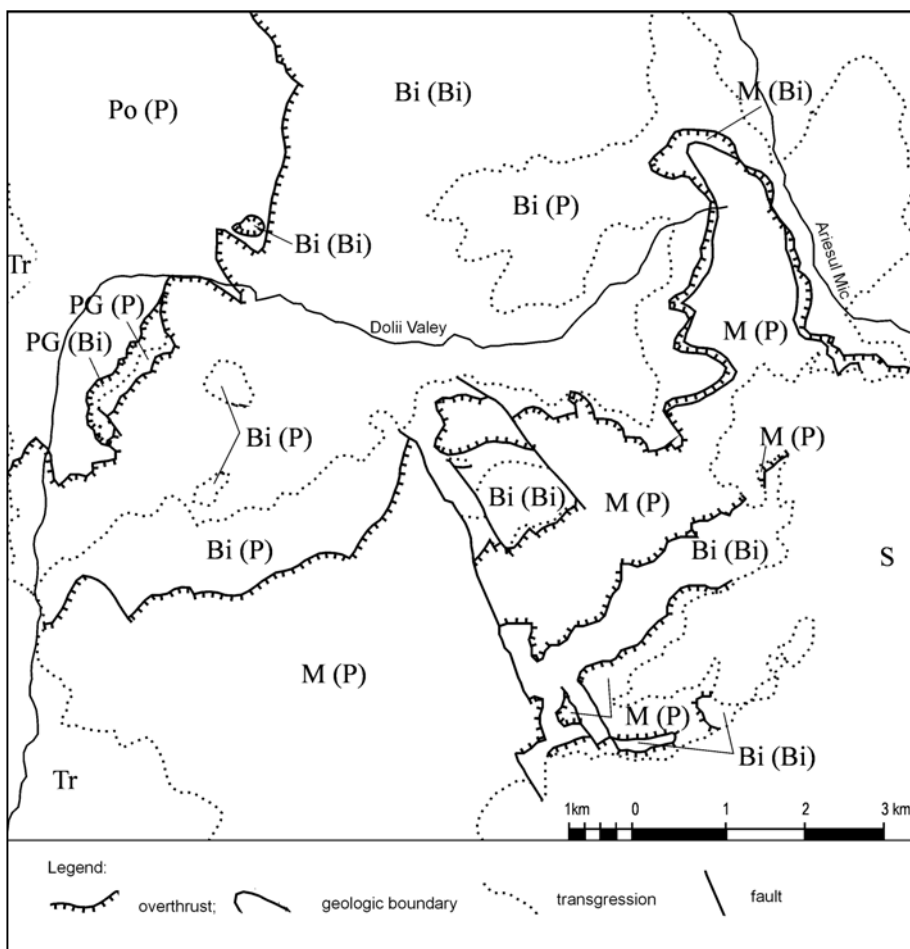 Bi (Bi)
M (Bi)
Po (P)
Bi (P)
Bi (Bi)
Tr
Ariesul Mic
PG (P)
Dolii Valey
M (P)
PG (Bi)
Bi (P)
M (P)
Bi (Bi)
M (P)
Bi (P)
Bi (Bi)
S
M (P)
M (P)
Bi (Bi)
Tr
1km 0 1 2 3 km
Legend:
overthrust; geologic boundary transgression fault